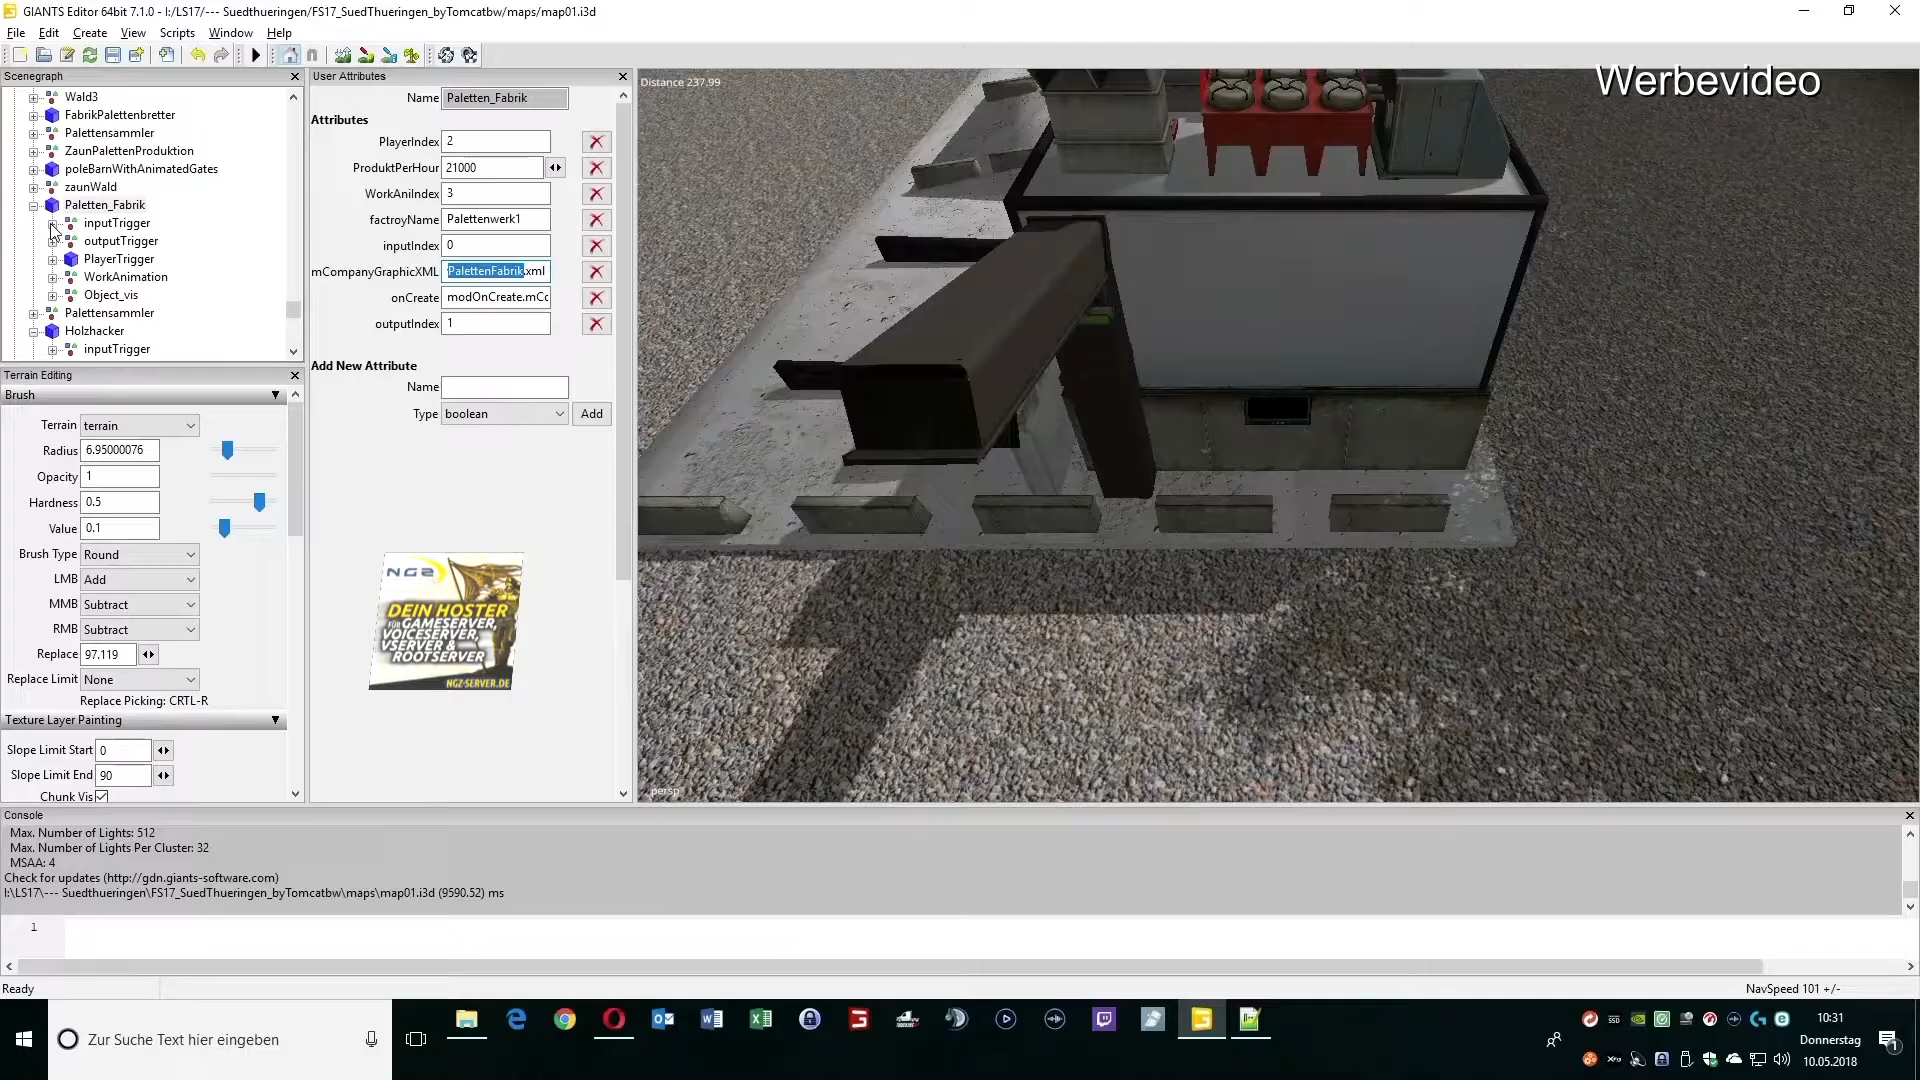 GIANTS Editor 64bit 7.1.0 - I:/LS17/--- Suedthueringen/FS17_SuedThueringen_byTomcatbw/maps/map01.i3d
File Edit Create View Scripts Window Help
Scenegraph
Wald3
FabrikPalettenbretter
Palettensammler
ZaunPalettenProduktion
poleBarnWithAnimatedGates
zaunWald
Paletten_Fabrik
inputTrigger
outputTrigger
PlayerTrigger
WorkAnimation
Object_vis
Palettensammler
Holzhacker
inputTrigger
User Attributes
Name Paletten_Fabrik
Attributes
PlayerIndex 2
ProduktPerHour 21000
WorkAniIndex 3
factroyName Palettenwerk1
inputIndex 0
mCompanyGraphicXML PalettenFabrik.xml
onCreate modOnCreate.mCc
outputIndex 1
Add New Attribute
Name
Type boolean Add
NGZ
DEIN HOSTER
FÜR GAMESERVER,
VOICESERVER,
VSERVER &
ROOTSERVER
NGZ-SERVER.DE
Distance 237.99
Werbevideo
persp
Terrain Editing
Brush
Terrain terrain
Radius 6.95000076
Opacity 1
Hardness 0.5
Value 0.1
Brush Type Round
LMB Add
MMB Subtract
RMB Subtract
Replace 97.119
Replace Limit None
Replace Picking: CRTL-R
Texture Layer Painting
Slope Limit Start 0
Slope Limit End 90
Chunk Vis
Console
Max. Number of Lights: 512
Max. Number of Lights Per Cluster: 32
MSAA: 4
Check for updates (http://gdn.giants-software.com)
I:\LS17\--- Suedthueringen\FS17_SuedThueringen_byTomcatbw\maps\map01.i3d (9590.52) ms
1
Ready
NavSpeed 101 +/-
Zur Suche Text hier eingeben
10:31
Donnerstag
10.05.2018
1